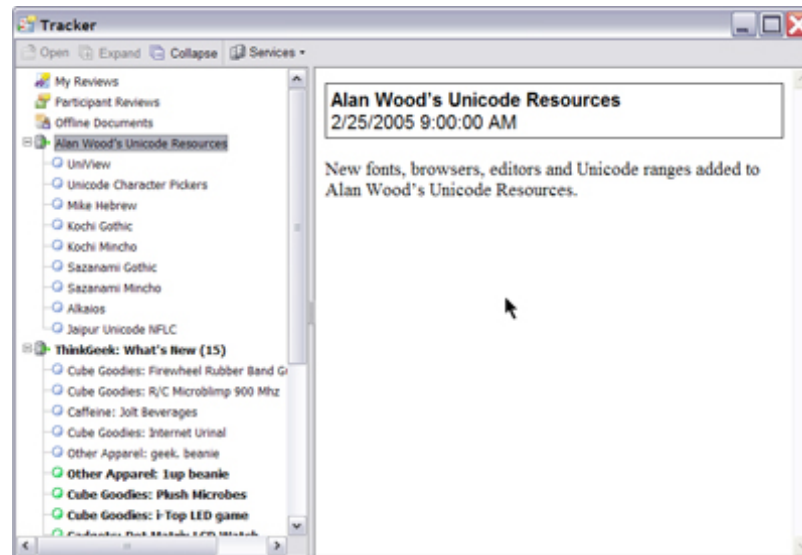 Tracker
Open Expand Collapse Services
My Reviews
Participant Reviews
Offline Documents
Alan Wood's Unicode Resources
UniView
Unicode Character Pickers
Mike Hebrew
Kochi Gothic
Kochi Mincho
Sazanami Gothic
Sazanami Mincho
Alkaios
Jaipur Unicode NFLC
ThinkGeek: What's New (15)
Cube Goodies: Firewheel Rubber Band G
Cube Goodies: R/C Microblimp 900 Mhz
Caffeine: Jolt Beverages
Cube Goodies: Internet Urinal
Other Apparel: geek. beanie
Other Apparel: 1up beanie
Cube Goodies: Plush Microbes
Cube Goodies: i-Top LED game
Gadgets: Dot Matrix LCD Watch
Alan Wood's Unicode Resources
2/25/2005 9:00:00 AM
New fonts, browsers, editors and Unicode ranges added to
Alan Wood's Unicode Resources.